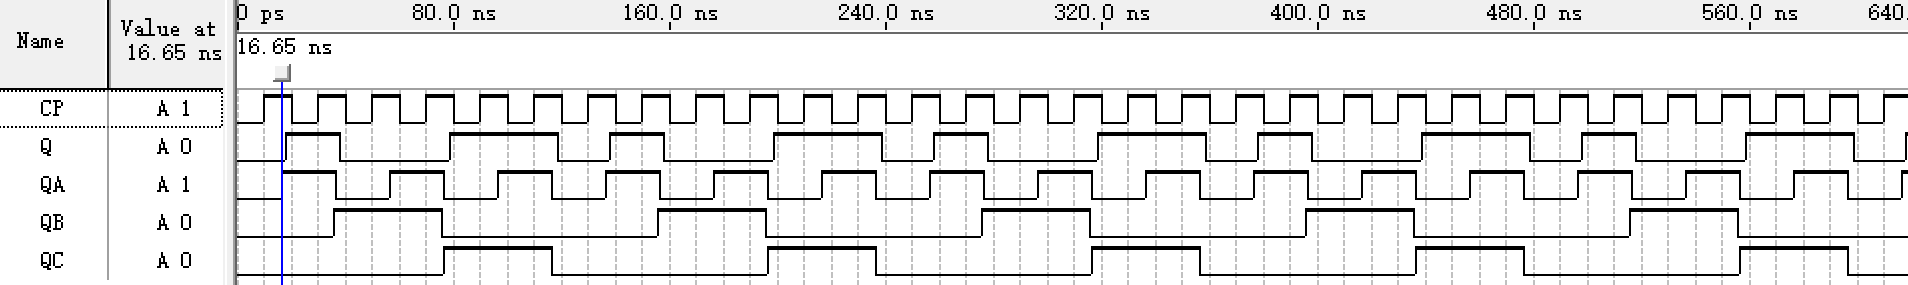 Name
Value at
16.65 ns
0 ps
80.0 ns
160.0 ns
240.0 ns
320.0 ns
400.0 ns
480.0 ns
560.0 ns
640.
16.65 ns
CP A 1
Q A 0
QA A 1
QB A 0
QC A 0